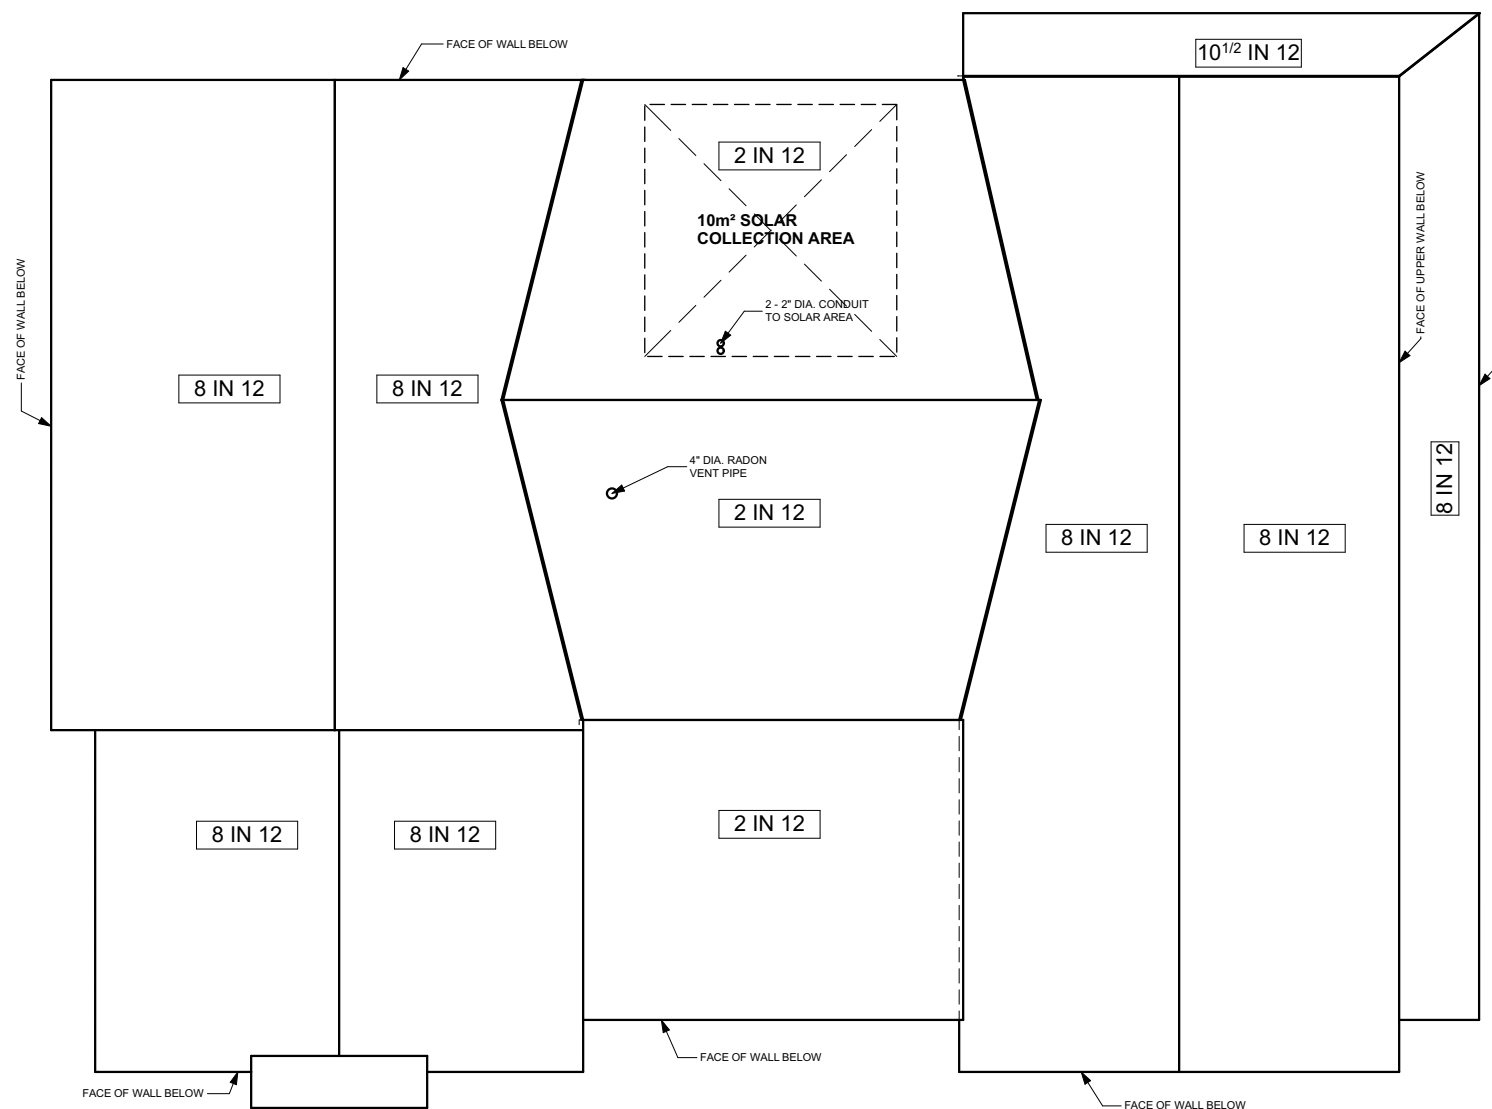 FACE OF WALL BELOW
10 1/2 IN 12
2 IN 12
10m² SOLAR
COLLECTION AREA
FACE OF UPPER WALL BELOW
FACE OF WALL BELOW
2 - 2" DIA. CONDUIT
TO SOLAR AREA
8 IN 12
8 IN 12
4" DIA. RADON
VENT PIPE
8 IN 12
2 IN 12
8 IN 12
8 IN 12
8 IN 12
8 IN 12
2 IN 12
FACE OF WALL BELOW
FACE OF WALL BELOW
FACE OF WALL BELOW